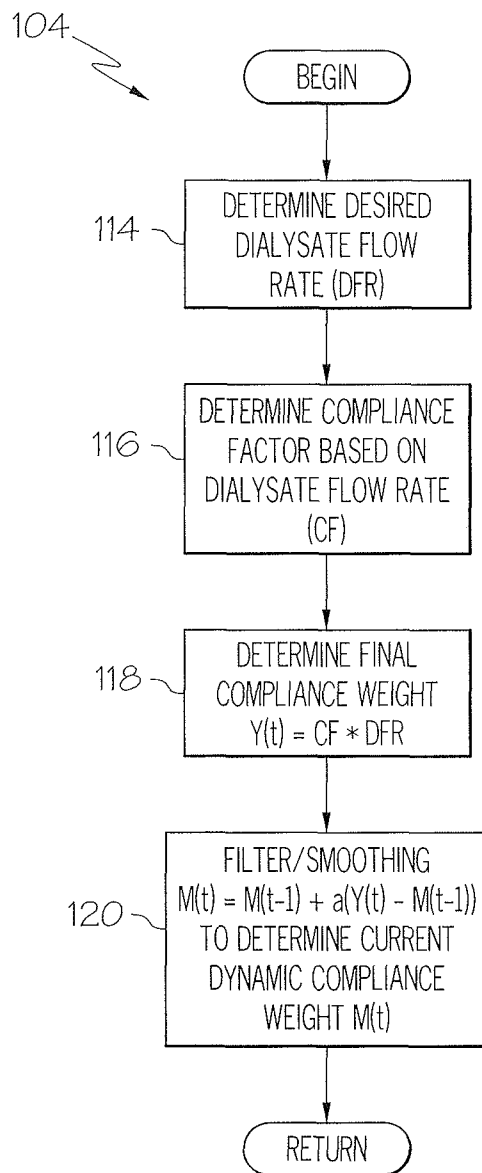 104
BEGIN
114
DETERMINE DESIRED
DIALYSATE FLOW
RATE (DFR)
116
DETERMINE COMPLIANCE
FACTOR BASED ON
DIALYSATE FLOW RATE
(CF)
118
DETERMINE FINAL
COMPLIANCE WEIGHT
Y(t) = CF * DFR
120
FILTER/SMOOTHING
M(t) = M(t-1) + a(Y(t) - M(t-1))
TO DETERMINE CURRENT
DYNAMIC COMPLIANCE
WEIGHT M(t)
RETURN